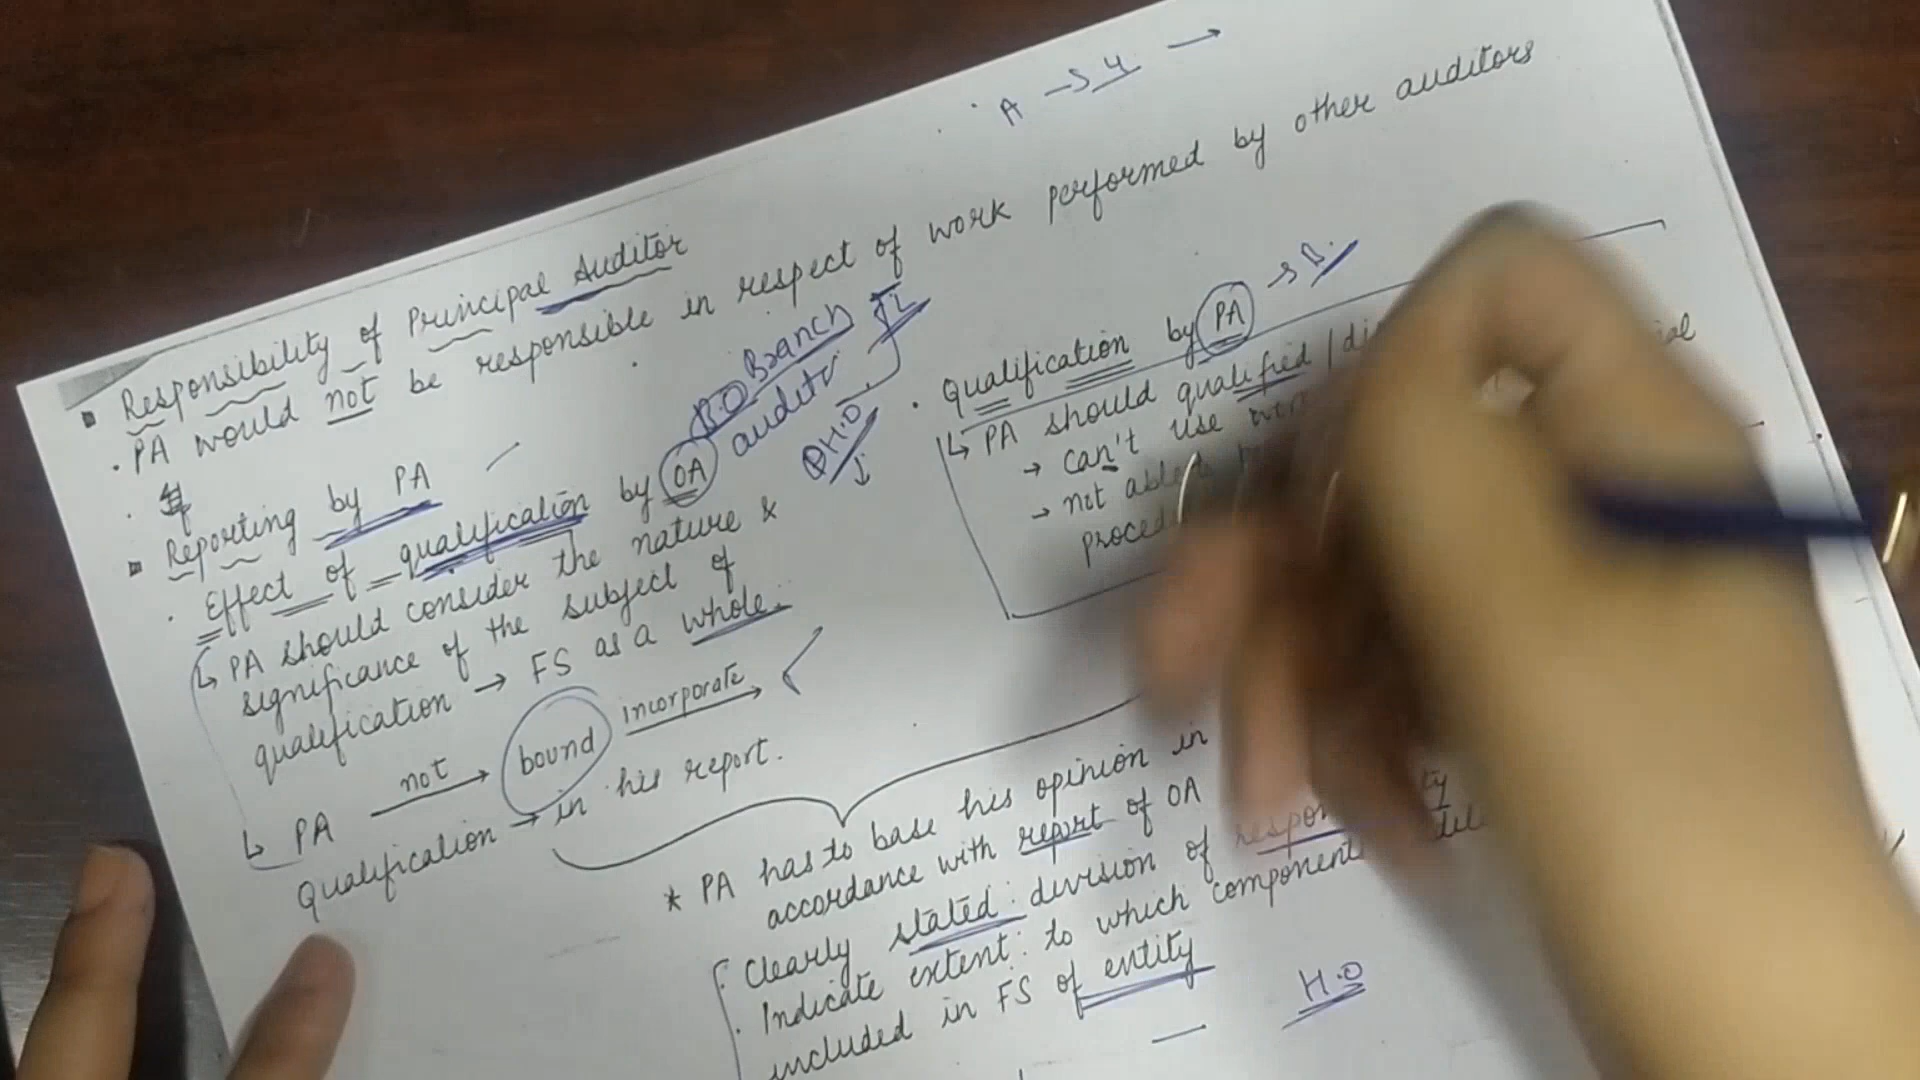 A → S 4 →
Responsibility of Principal Auditor
• PA would not be responsible in respect of work performed by other auditors
• If
Reporting by PA
• Effect of qualification by OA
B.O Branch
auditor
H.O
↳ PA should consider the nature &
significance of the subject of
qualification → FS as a whole.
↳ PA not → bound incorporate →
Qualification → in his report.
• Qualification by PA → B.
↳ PA should qualified /
→ can't use
→ not able
* PA has to base his opinion in
accordance with report of OA
• Clearly stated: division of
• Indicate extent: to which component
included in FS of entity
H.O